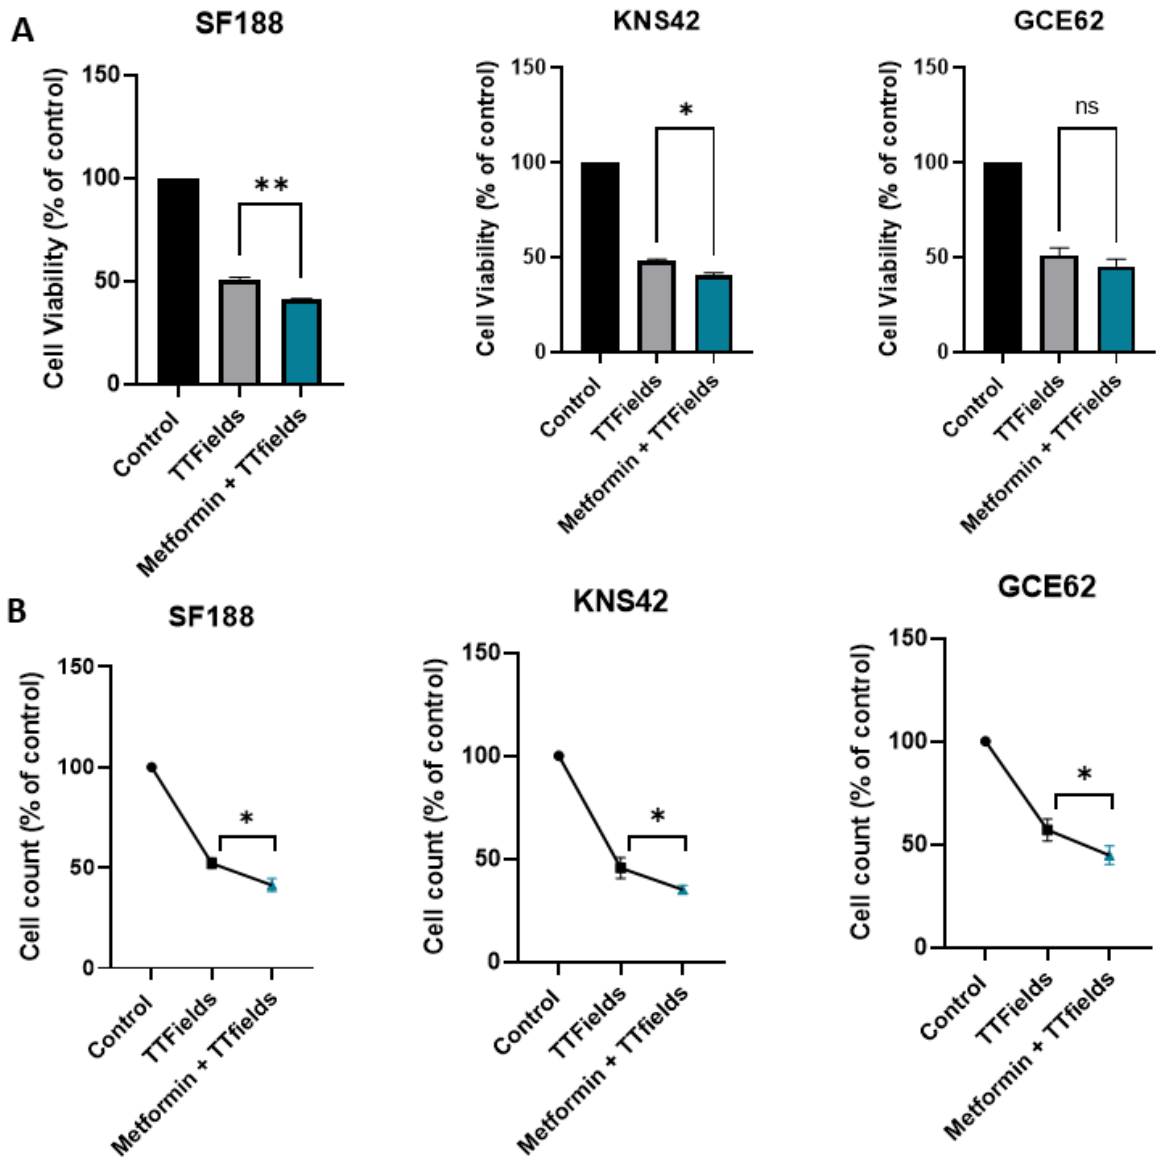 A
SF188
KNS42
GCE62
Cell Viability (% of control)
150
100
50
0
**
Control
TTFields
Metformin + TTfields
Cell Viability (% of control)
150
100
50
0
*
Control
TTFields
Metformin + TTFields
Cell Viability (% of control)
150
100
50
0
ns
Control
TTFields
Metformin + TTFields
B
SF188
KNS42
GCE62
Cell count (% of control)
150
100
50
0
*
Control
TTFields
Metformin + TTfields
Cell count (% of control)
150
100
50
0
*
Control
TTFields
Metformin + TTfields
Cell count (% of control)
150
100
50
0
*
Control
TTFields
Metformin + TTfields